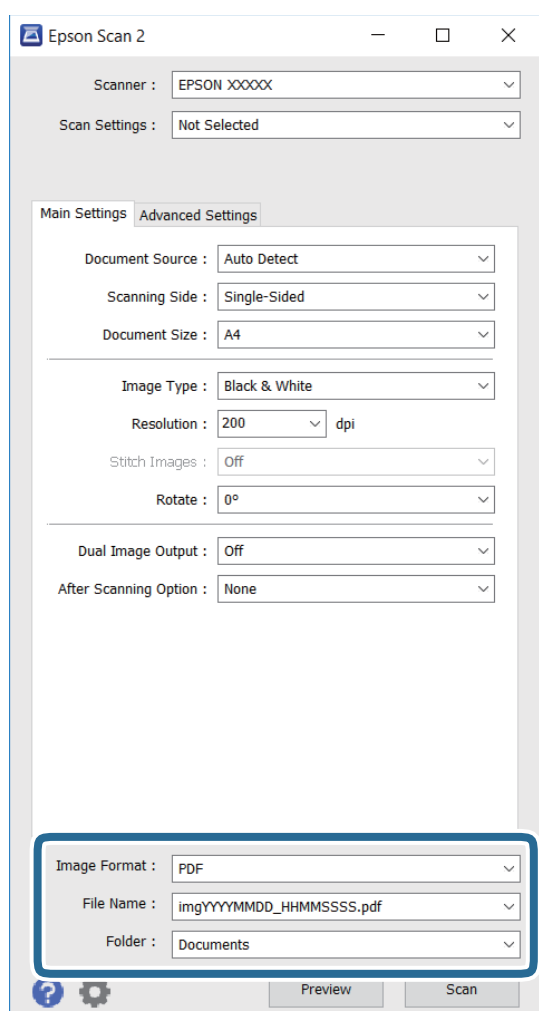 Epson Scan 2
Scanner : EPSON XXXXX
Scan Settings : Not Selected
Main Settings Advanced Settings
Document Source : Auto Detect
Scanning Side : Single-Sided
Document Size : A4
Image Type : Black & White
Resolution : 200 dpi
Stitch Images : Off
Rotate : 0°
Dual Image Output : Off
After Scanning Option : None
Image Format : PDF
File Name : imgYYYYMMDD_HHMMSSSS.pdf
Folder : Documents
? Preview Scan